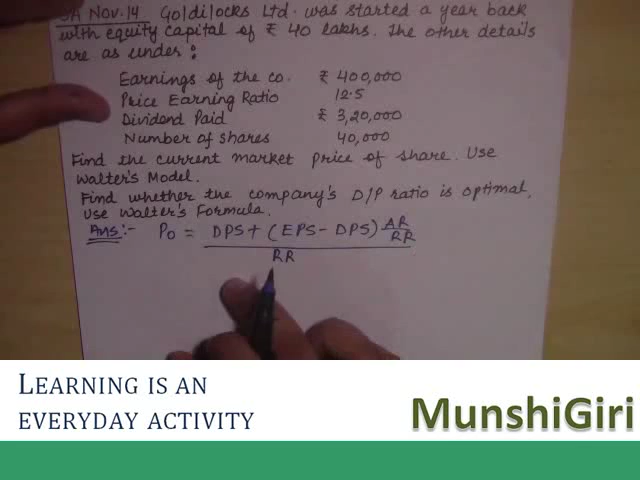 Nov. 14 Goldilocks Ltd. was started a year back
with equity capital of ₹ 40 lakhs. The other details
are as under:
Earnings of the co. ₹ 400,000
Price Earning Ratio 12.5
Dividend Paid ₹ 3,20,000
Number of shares 40,000
Find the current market price of share. Use
Walter's Model.
Find whether the company's D/P ratio is optimal,
Use Walter's Formula.
Ans:- P0 = DPS + (EPS - DPS) AR/RR
RR
LEARNING IS AN
EVERYDAY ACTIVITY
MunshiGiri